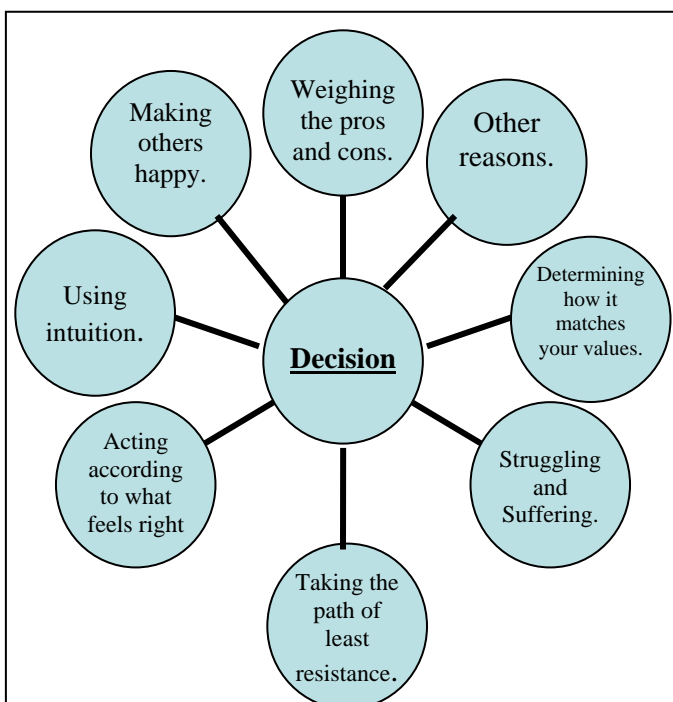 Weighing
the pros
and cons.
Other
reasons.
Determining
how it
matches
your values.
Struggling
and
Suffering.
Taking the
path of
least
resistance.
Acting
according
to what
feels right
Using
intuition.
Making
others
happy.
Decision